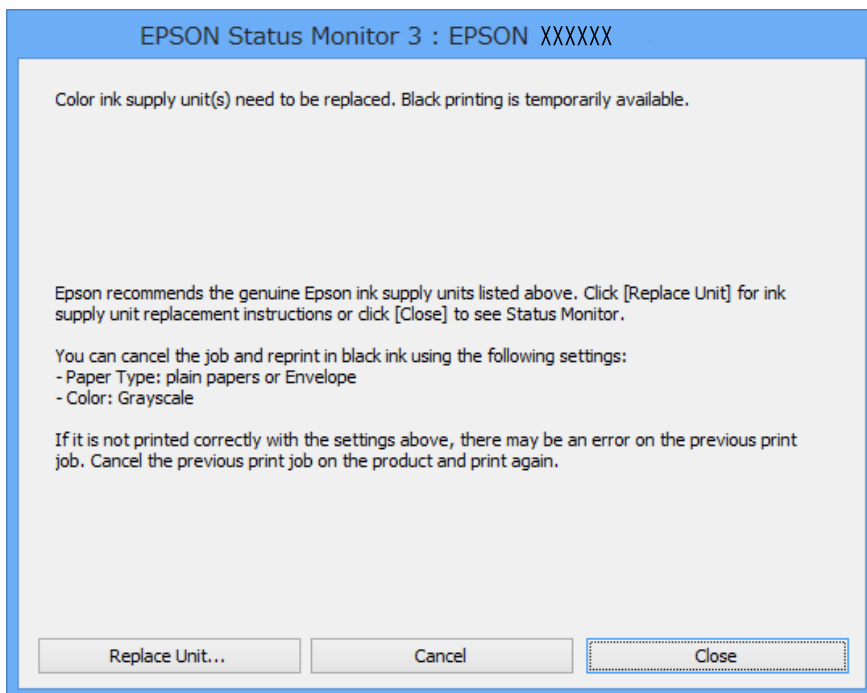 EPSON Status Monitor 3 : EPSON XXXXXX
Color ink supply unit(s) need to be replaced. Black printing is temporarily available.
Epson recommends the genuine Epson ink supply units listed above. Click [Replace Unit] for ink
supply unit replacement instructions or click [Close] to see Status Monitor.
You can cancel the job and reprint in black ink using the following settings:
- Paper Type: plain papers or Envelope
- Color: Grayscale
If it is not printed correctly with the settings above, there may be an error on the previous print
job. Cancel the previous print job on the product and print again.
Replace Unit... Cancel Close